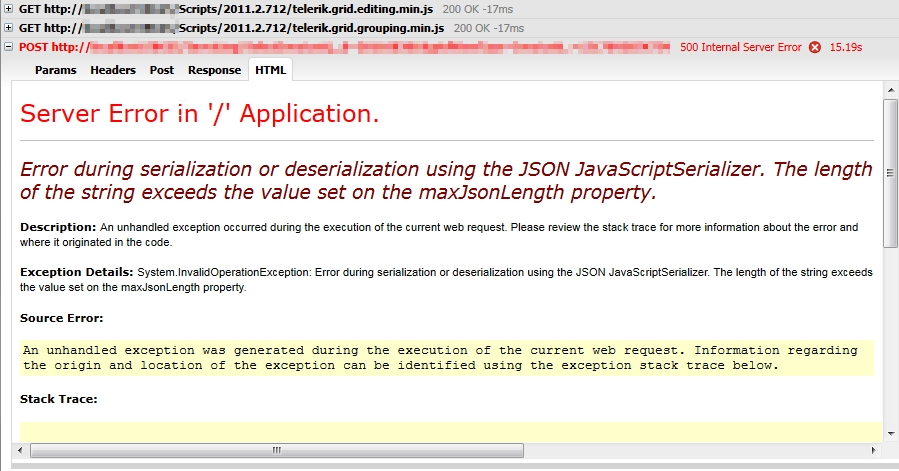 GET http:// /Scripts/2011.2.712/telerik.grid.editing.min.js 200 OK -17ms
GET http:// /Scripts/2011.2.712/telerik.grid.grouping.min.js 200 OK -17ms
POST http:// 500 Internal Server Error 15.19s
Params Headers Post Response HTML
Server Error in '/' Application.
Error during serialization or deserialization using the JSON JavaScriptSerializer. The length
of the string exceeds the value set on the maxJsonLength property.
Description: An unhandled exception occurred during the execution of the current web request. Please review the stack trace for more information about the error and
where it originated in the code.
Exception Details: System.InvalidOperationException: Error during serialization or deserialization using the JSON JavaScriptSerializer. The length of the string exceeds
the value set on the maxJsonLength property.
Source Error:
An unhandled exception was generated during the execution of the current web request. Information regarding
the origin and location of the exception can be identified using the exception stack trace below.
Stack Trace: